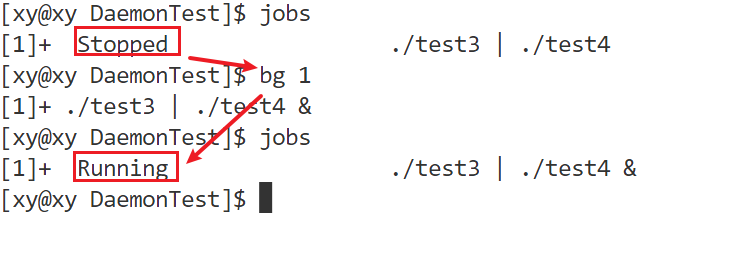 [xy@xy DaemonTest]$ jobs
[1]+  Stopped                 ./test3 | ./test4
[xy@xy DaemonTest]$ bg 1
[1]+ ./test3 | ./test4 &
[xy@xy DaemonTest]$ jobs
[1]+  Running                 ./test3 | ./test4 &
[xy@xy DaemonTest]$